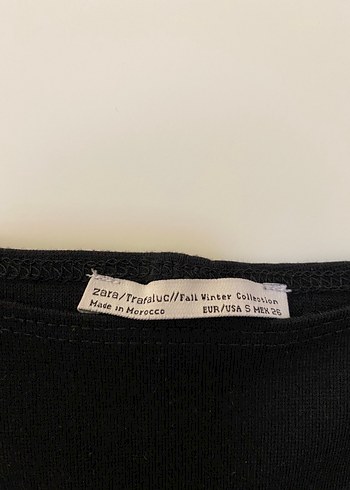 zara/Trafaluc//Fall Winter Collection
Made in Morocco EUR/USA S MEX 26